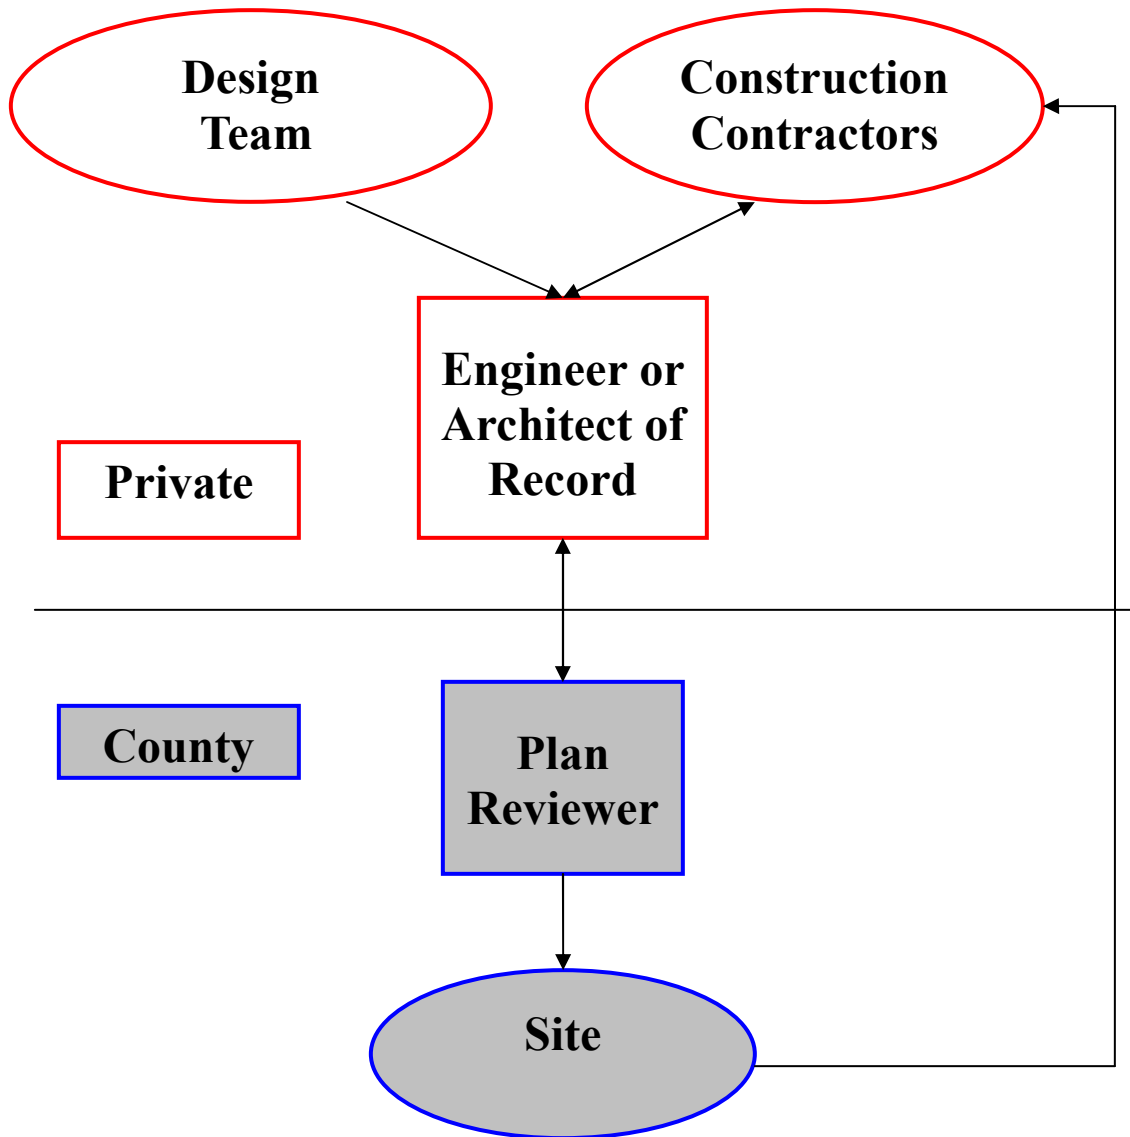 Design
Team
Construction
Contractors
Engineer or
Architect of
Record
Private
County
Plan
Reviewer
Site